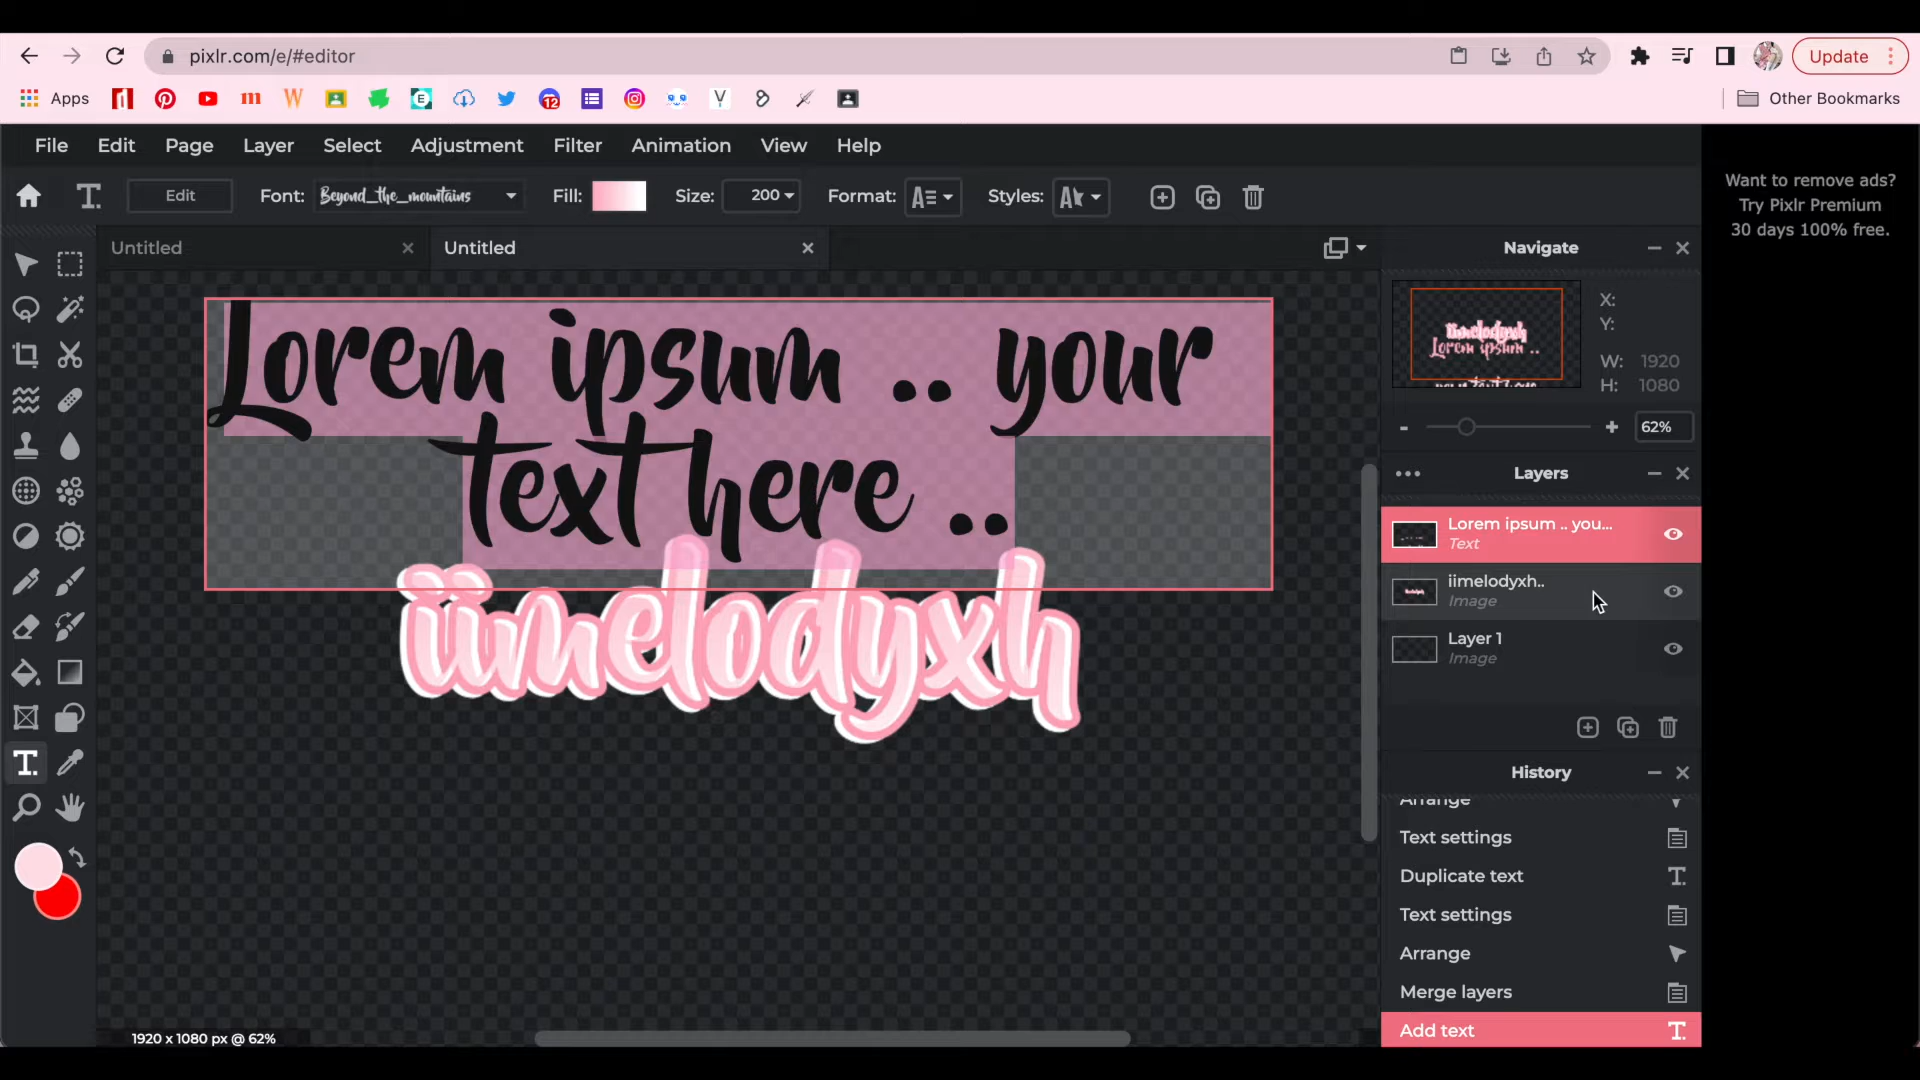 pixlr.com/e/#editor
Update
Apps
12
Other Bookmarks
File Edit Page Layer Select Adjustment Filter Animation View Help
Edit Font: Beyond_the_mountains Fill: Size: 200 Format: Styles:
Untitled
Untitled
Navigate
Want to remove ads?
Try Pixlr Premium
30 days 100% free.
Lorem ipsum .. your
text here ..
iimelodyxh
X:
Y:
W: 1920
H: 1080
- + 62%
Layers
Lorem ipsum .. you...
Text
iimelodyxh..
Image
Layer 1
Image
History
Arrange
Text settings
Duplicate text
Text settings
Arrange
Merge layers
Add text
1920 x 1080 px @ 62%